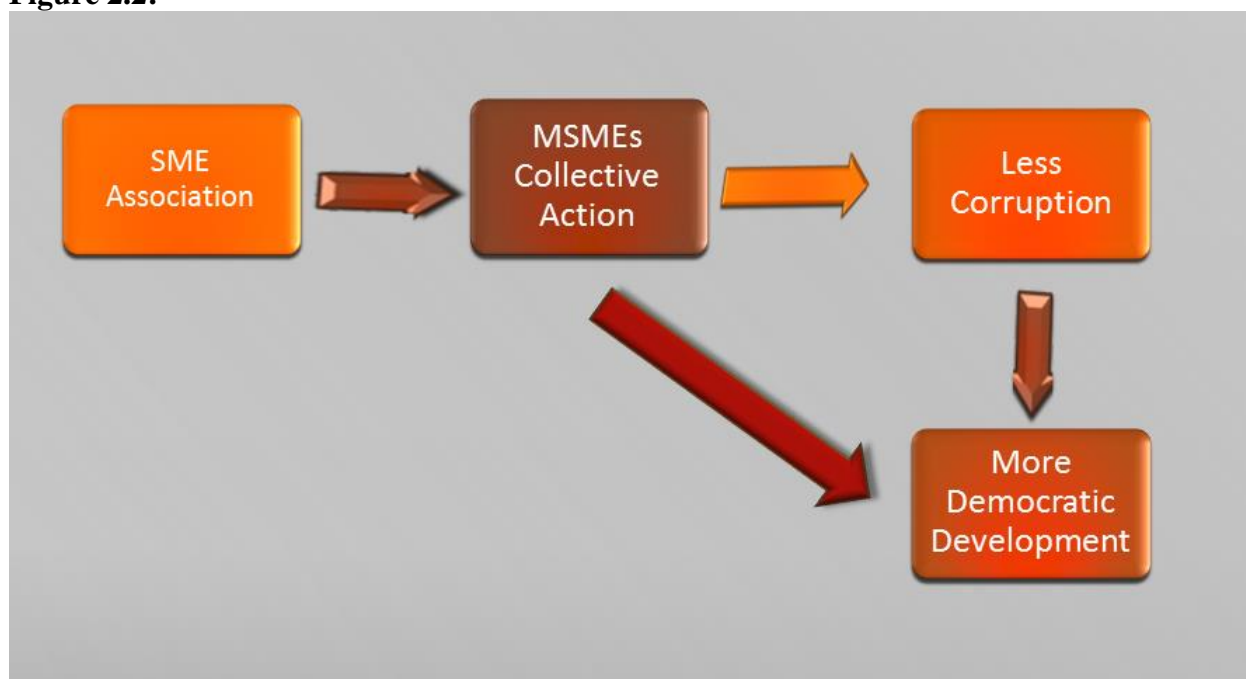 Figure 2.2:
SME
Association
MSMEs
Collective
Action
Less
Corruption
More
Democratic
Development